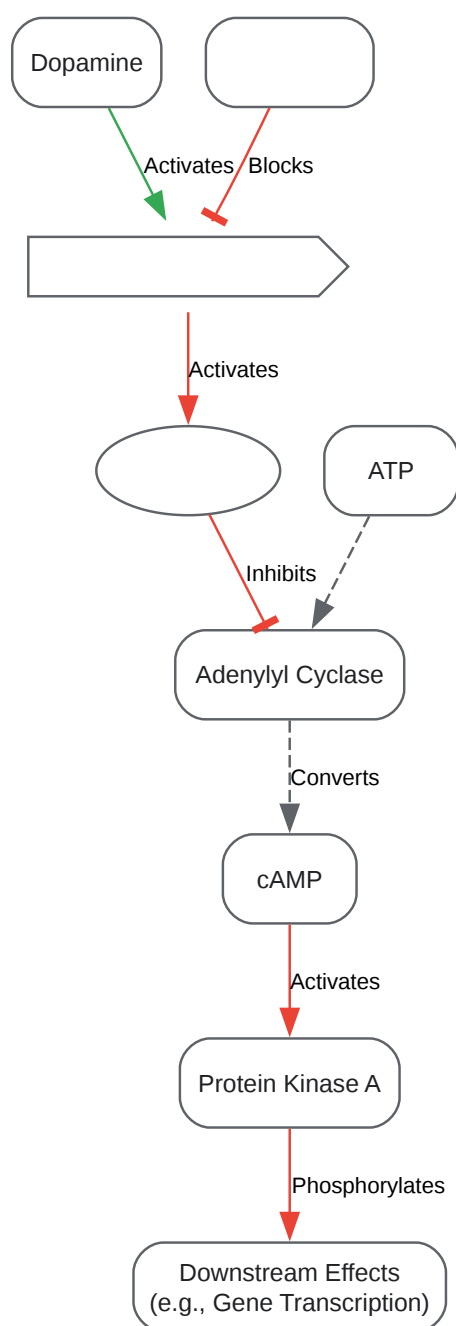 Dopamine
Activates
Blocks
Activates
ATP
Inhibits
Adenylyl Cyclase
Converts
cAMP
Activates
Protein Kinase A
Phosphorylates
Downstream Effects
(e.g., Gene Transcription)